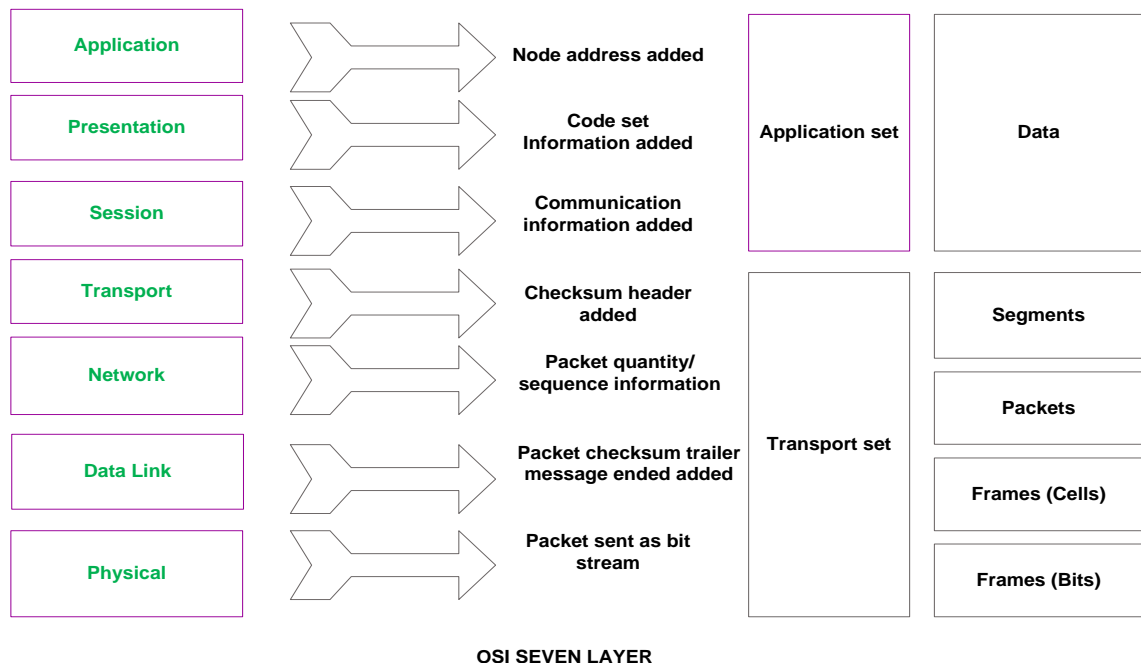 Application
Node address added
Presentation
Code set
Information added
Application set
Data
Session
Communication
information added
Transport
Checksum header
added
Segments
Network
Packet quantity/
sequence information
Packets
Transport set
Data Link
Packet checksum trailer
message ended added
Frames (Cells)
Physical
Packet sent as bit
stream
Frames (Bits)
OSI SEVEN LAYER